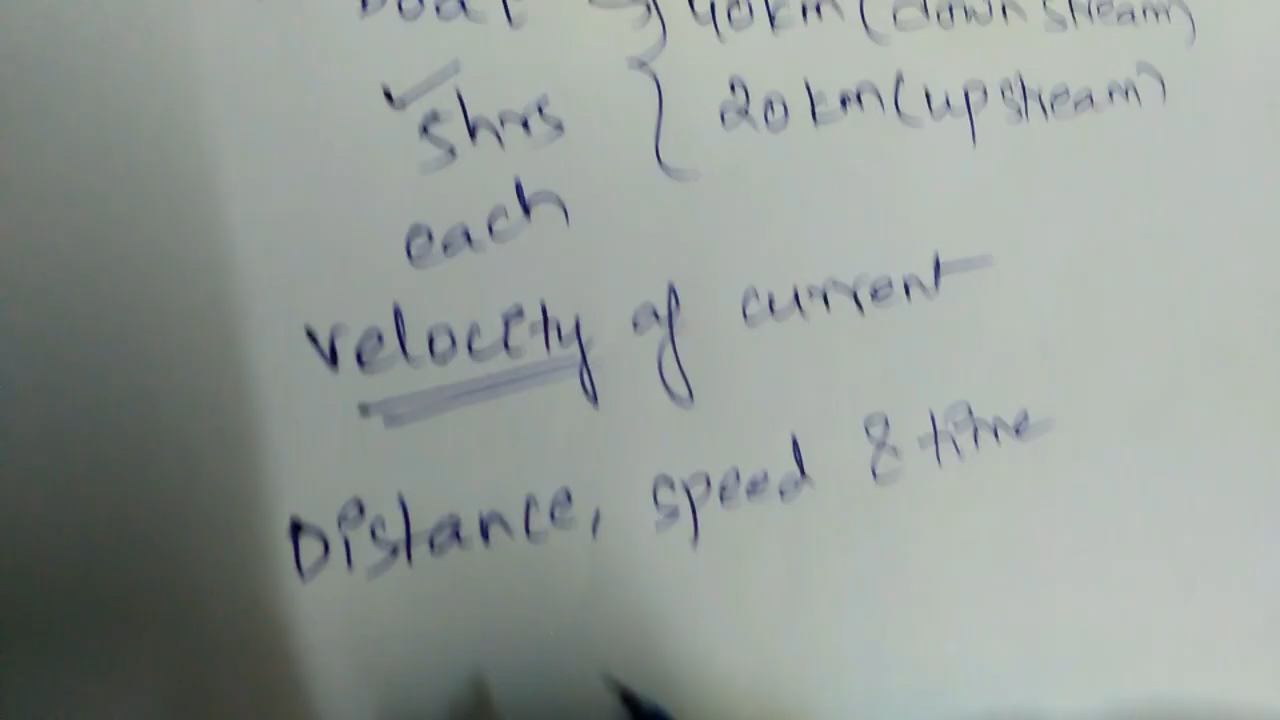 Boat 40km (down stream)
5hrs 20km (upstream)
each
velocity of current
Distance, speed & time